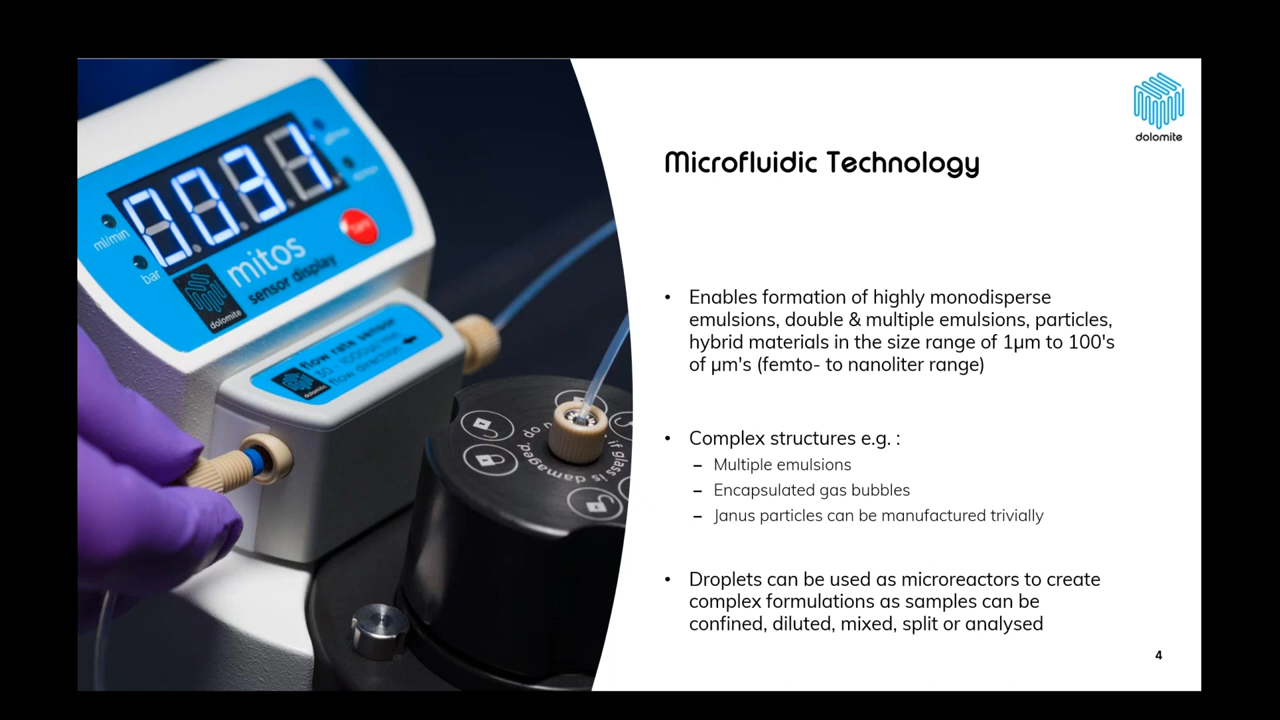 dolomite
Microfluidic Technology
• Enables formation of highly monodisperse
emulsions, double & multiple emulsions, particles,
hybrid materials in the size range of 1µm to 100's
of µm's (femto- to nanoliter range)
• Complex structures e.g. :
– Multiple emulsions
– Encapsulated gas bubbles
– Janus particles can be manufactured trivially
• Droplets can be used as microreactors to create
complex formulations as samples can be
confined, diluted, mixed, split or analysed
4
ml/min
bar
mitos
sensor display
dolomite
flow rate sensor
flow direction
if glass is damaged, do